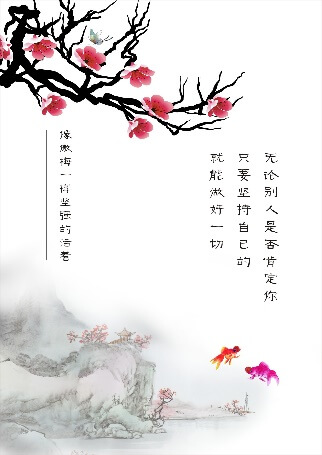 无论别人是否肯定你
只要坚持自己的
就能做好一切
像傲梅一样坚强的活着